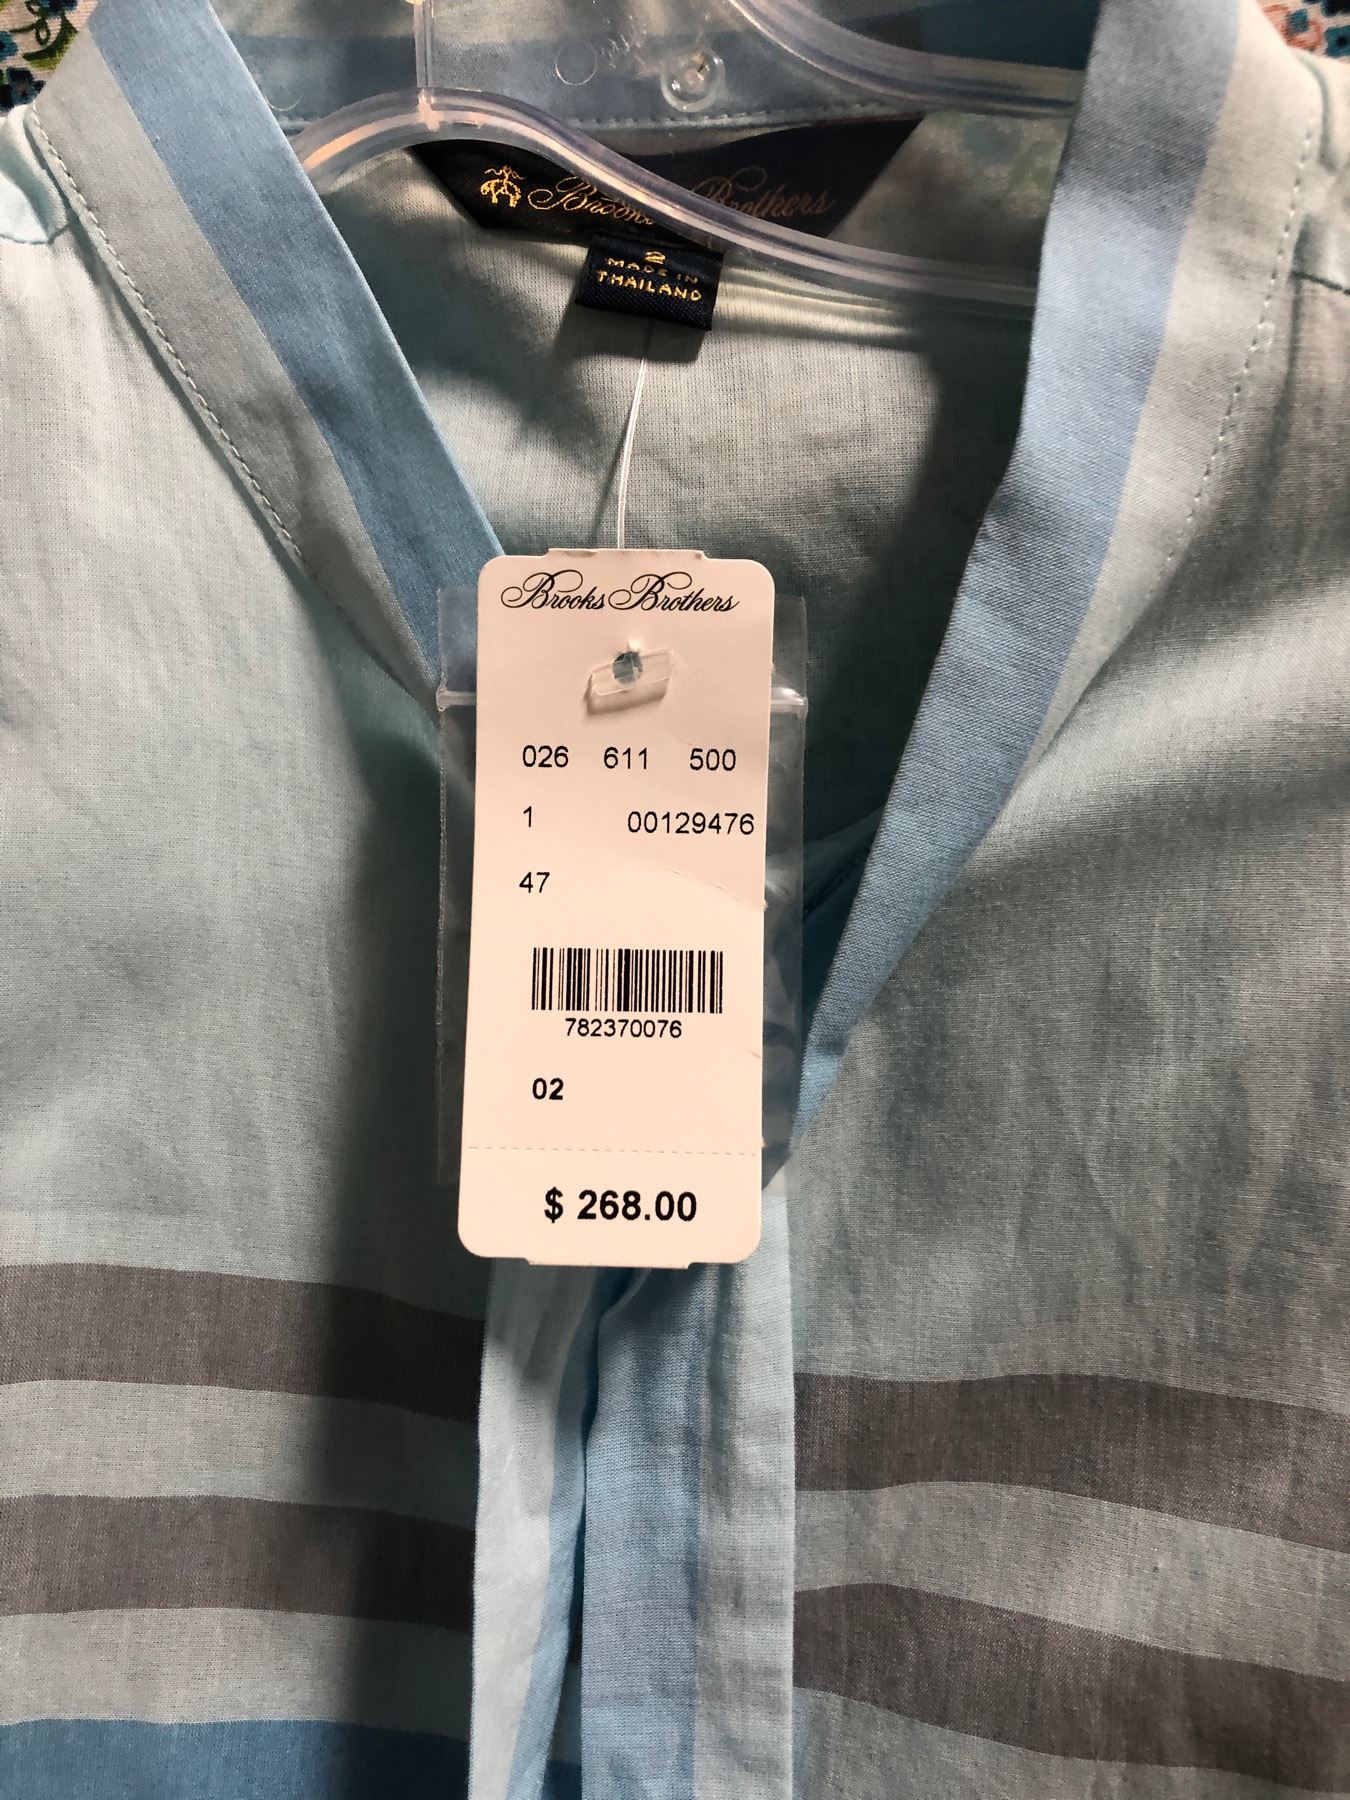 Brooks Brothers
2
MADE IN
THAILAND
Brooks Brothers
026 611 500
1 00129476
47
782370076
02
$ 268.00